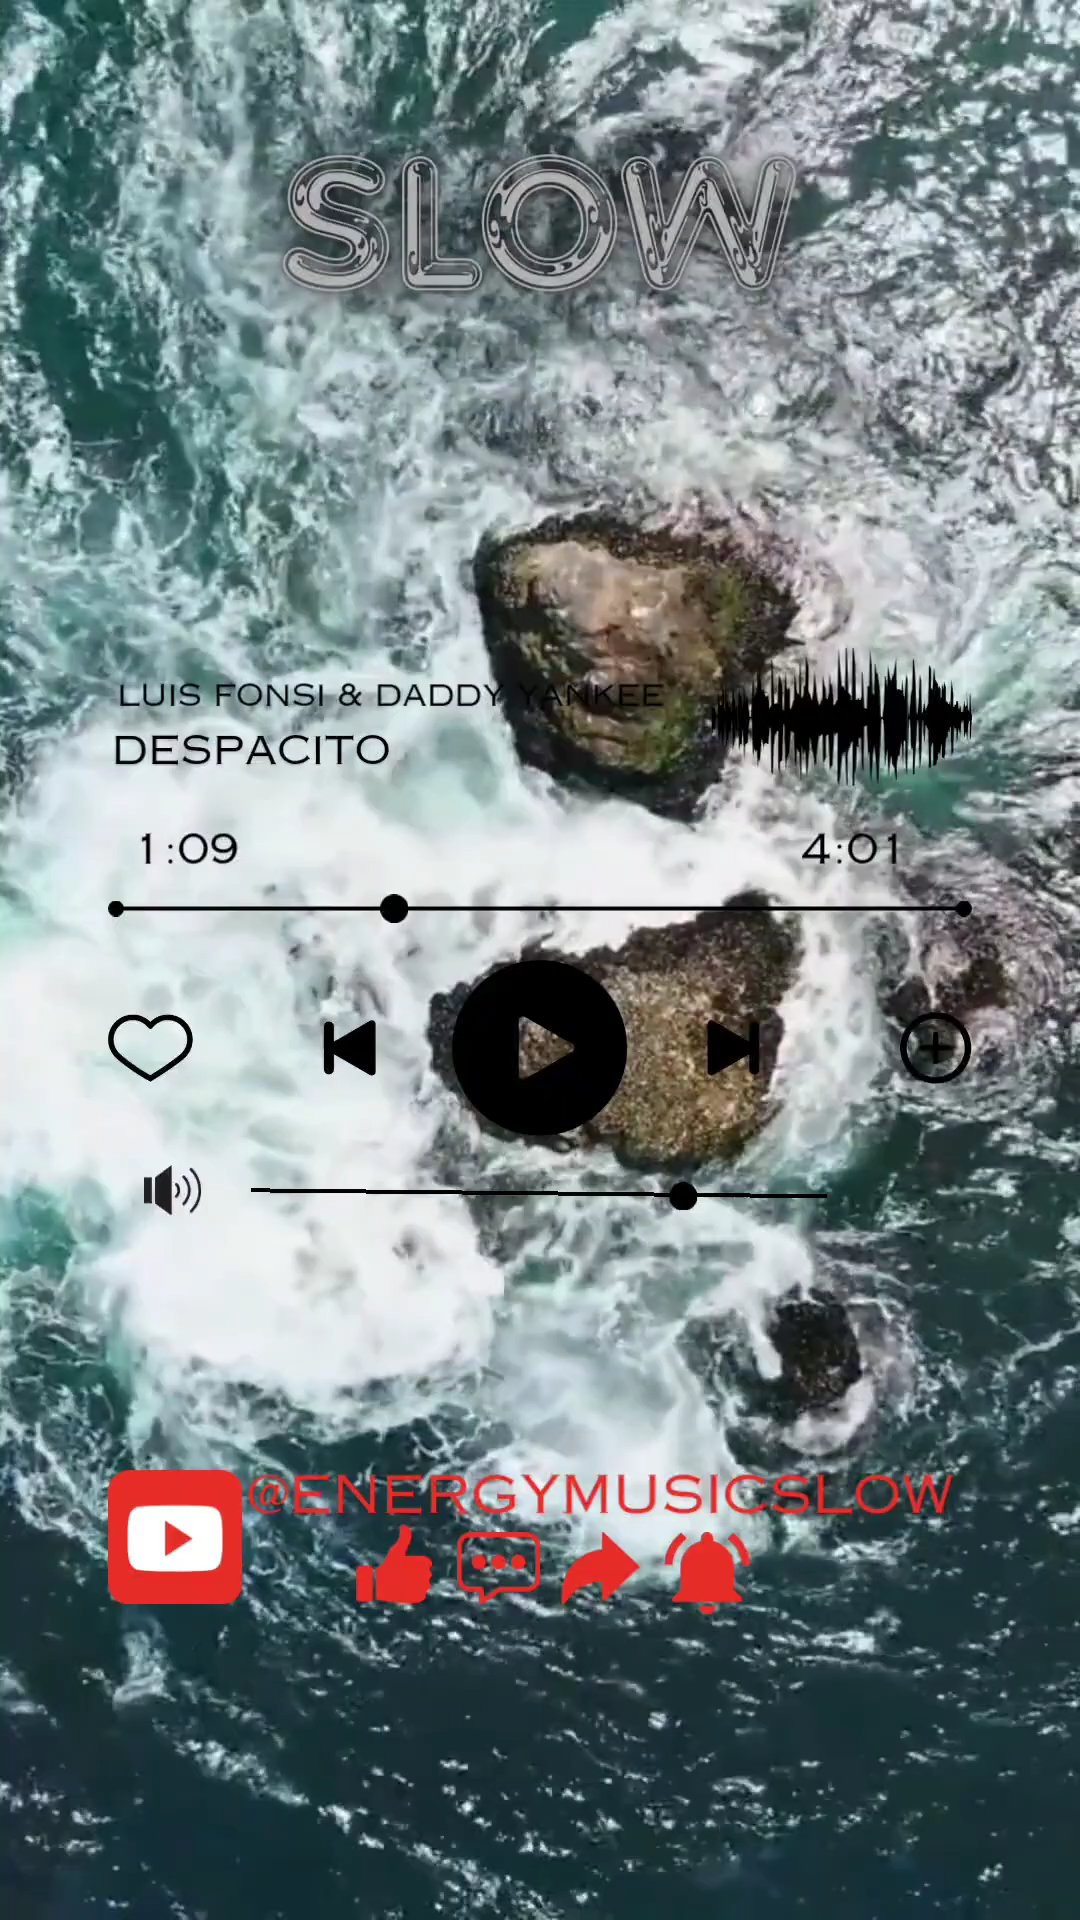 SLOW
LUIS FONSI & DADDY YANKEE
DESPACITO
1:09 4:01
@ENERGYMUSICSLOW